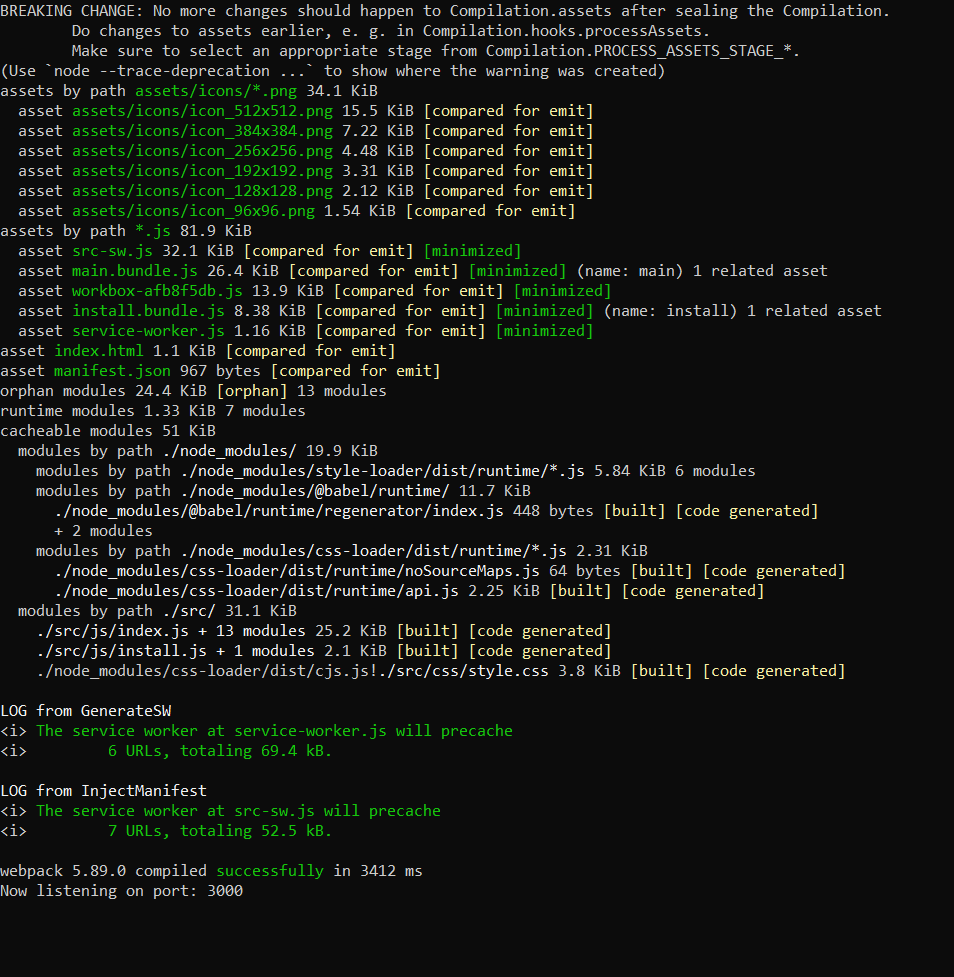 BREAKING CHANGE: No more changes should happen to Compilation.assets after sealing the Compilation.
        Do changes to assets earlier, e. g. in Compilation.hooks.processAssets.
        Make sure to select an appropriate stage from Compilation.PROCESS_ASSETS_STAGE_*.
(Use `node --trace-deprecation ...` to show where the warning was created)
assets by path assets/icons/*.png 34.1 KiB
  asset assets/icons/icon_512x512.png 15.5 KiB [compared for emit]
  asset assets/icons/icon_384x384.png 7.22 KiB [compared for emit]
  asset assets/icons/icon_256x256.png 4.48 KiB [compared for emit]
  asset assets/icons/icon_192x192.png 3.31 KiB [compared for emit]
  asset assets/icons/icon_128x128.png 2.12 KiB [compared for emit]
  asset assets/icons/icon_96x96.png 1.54 KiB [compared for emit]
assets by path *.js 81.9 KiB
  asset src-sw.js 32.1 KiB [compared for emit] [minimized]
  asset main.bundle.js 26.4 KiB [compared for emit] [minimized] (name: main) 1 related asset
  asset workbox-afb8f5db.js 13.9 KiB [compared for emit] [minimized]
  asset install.bundle.js 8.38 KiB [compared for emit] [minimized] (name: install) 1 related asset
  asset service-worker.js 1.16 KiB [compared for emit] [minimized]
asset index.html 1.1 KiB [compared for emit]
asset manifest.json 967 bytes [compared for emit]
orphan modules 24.4 KiB [orphan] 13 modules
runtime modules 1.33 KiB 7 modules
cacheable modules 51 KiB
  modules by path ./node_modules/ 19.9 KiB
    modules by path ./node_modules/style-loader/dist/runtime/*.js 5.84 KiB 6 modules
    modules by path ./node_modules/@babel/runtime/ 11.7 KiB
      ./node_modules/@babel/runtime/regenerator/index.js 448 bytes [built] [code generated]
      + 2 modules
    modules by path ./node_modules/css-loader/dist/runtime/*.js 2.31 KiB
      ./node_modules/css-loader/dist/runtime/noSourceMaps.js 64 bytes [built] [code generated]
      ./node_modules/css-loader/dist/runtime/api.js 2.25 KiB [built] [code generated]
  modules by path ./src/ 31.1 KiB
    ./src/js/index.js + 13 modules 25.2 KiB [built] [code generated]
    ./src/js/install.js + 1 modules 2.1 KiB [built] [code generated]
    ./node_modules/css-loader/dist/cjs.js!./src/css/style.css 3.8 KiB [built] [code generated]

LOG from GenerateSW
<i> The service worker at service-worker.js will precache
<i>         6 URLs, totaling 69.4 kB.

LOG from InjectManifest
<i> The service worker at src-sw.js will precache
<i>         7 URLs, totaling 52.5 kB.

webpack 5.89.0 compiled successfully in 3412 ms
Now listening on port: 3000